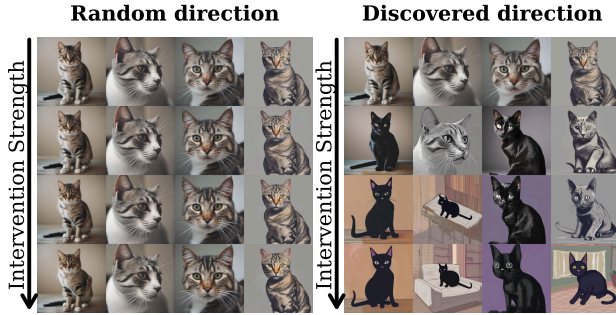 Random direction
Discovered direction
Intervention Strength
Intervention Strength